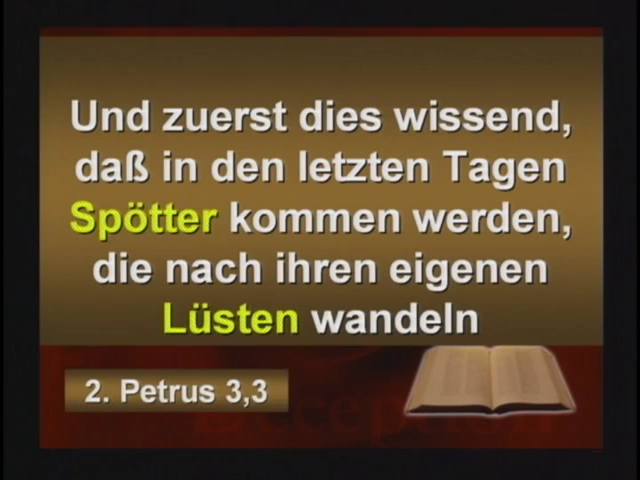 Und zuerst dies wissend,
daß in den letzten Tagen
Spötter kommen werden,
die nach ihren eigenen
Lüsten wandeln
2. Petrus 3,3
Deception